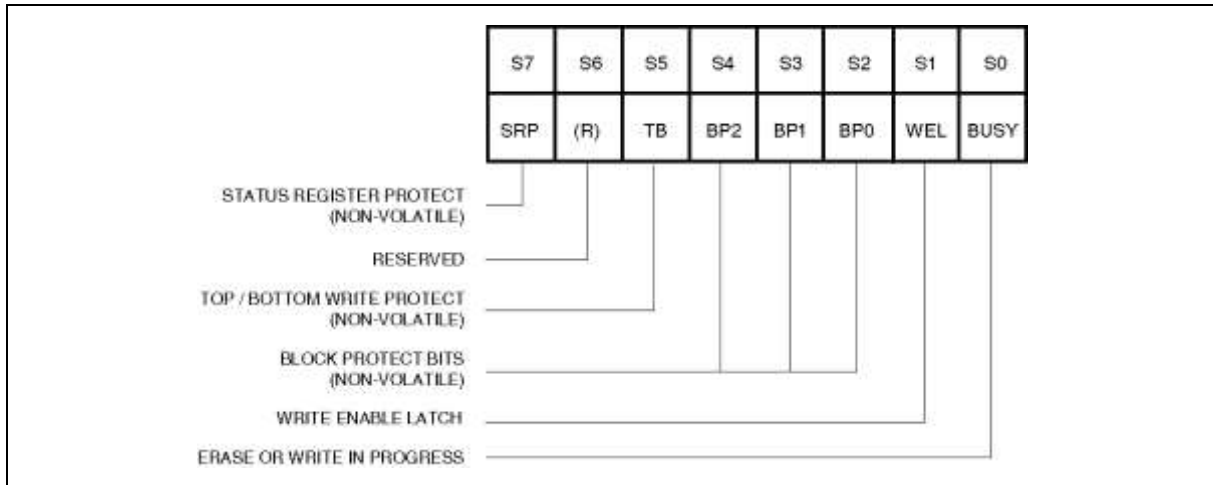 S7 S6 S5 S4 S3 S2 S1 S0
SRP (R) TB BP2 BP1 BP0 WEL BUSY
STATUS REGISTER PROTECT
(NON-VOLATILE)
RESERVED
TOP / BOTTOM WRITE PROTECT
(NON-VOLATILE)
BLOCK PROTECT BITS
(NON-VOLATILE)
WRITE ENABLE LATCH
ERASE OR WRITE IN PROGRESS